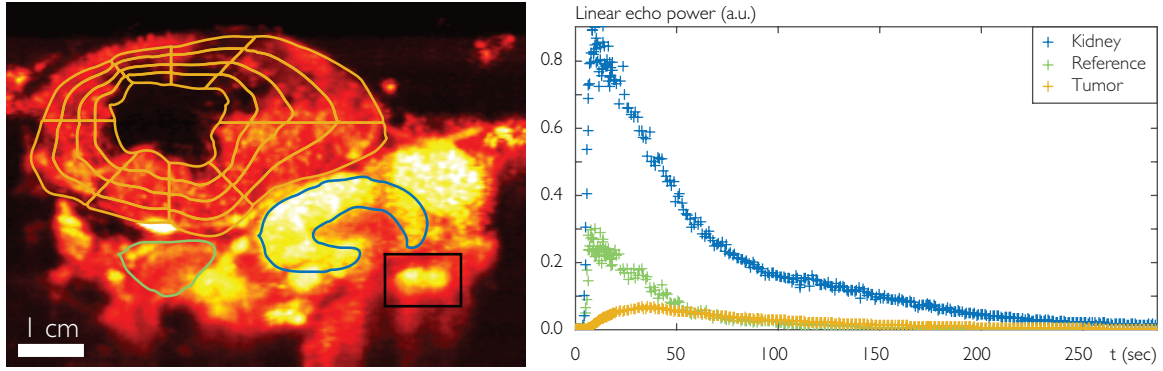 1 cm
Linear echo power (a.u.)
Kidney
Reference
Tumor
0.8
0.6
0.4
0.2
0.0
0 50 100 150 200 250 t (sec)